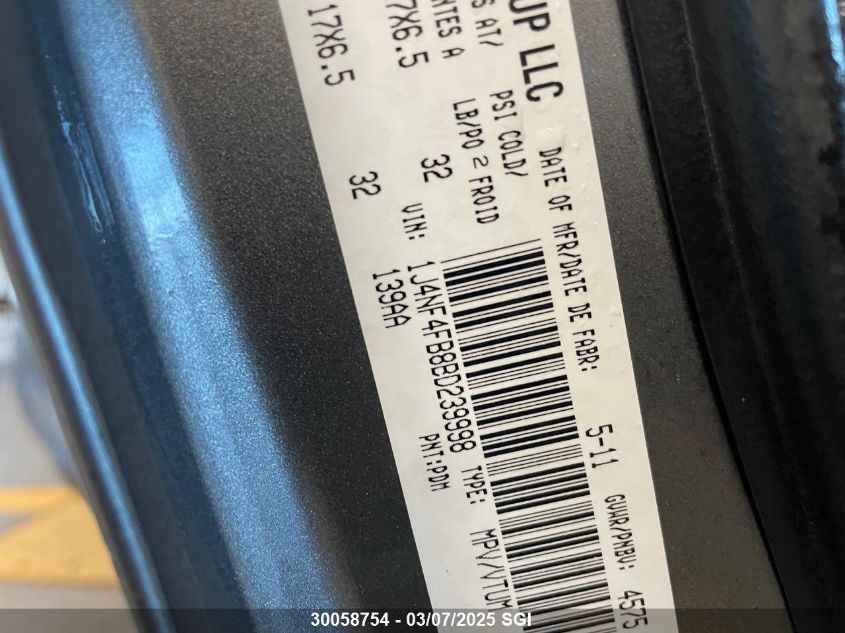 UP LLC
DATE OF MFR/DATE DE FABR: 5-11 GVWR/PNBV: 4575
S AT/ PSI COLD/
NTES A LB/PO 2 FROID
7X6.5 32
17X6.5 32
VIN: 1J4NF4FB8BD239998 TYPE: MPV/VTUM
139AA PNT:PDM
30058754 - 03/07/2025 SGI